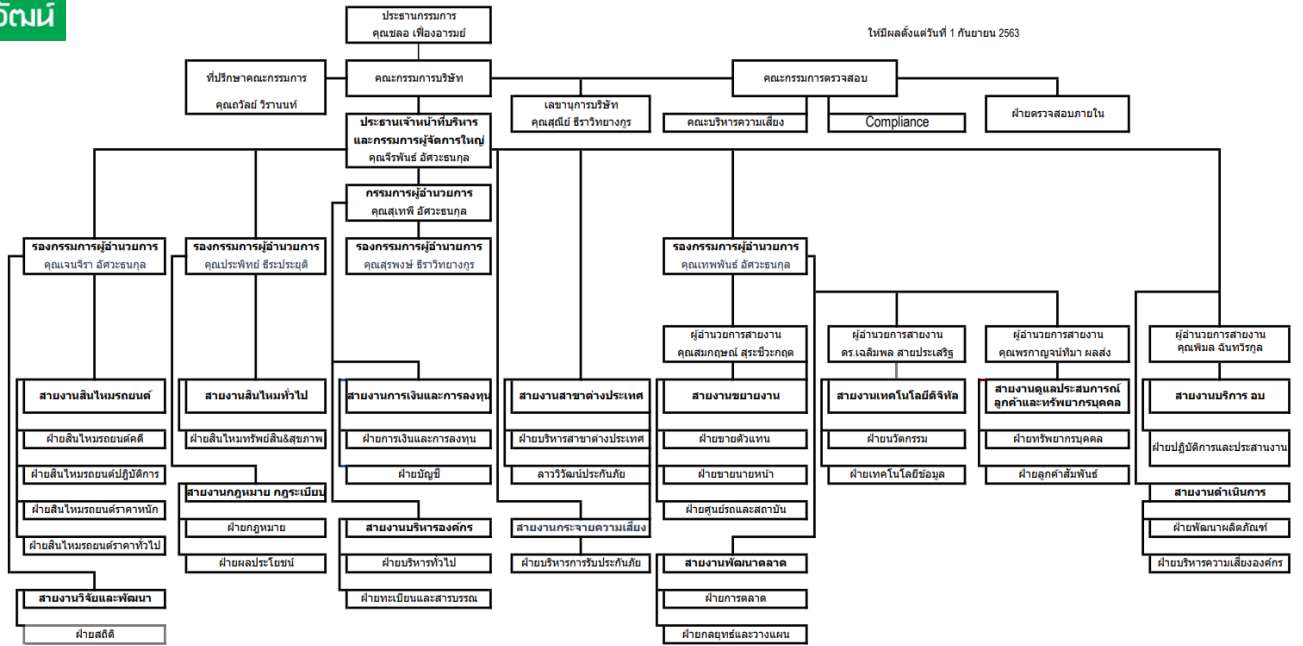 วัฒน์
ประธานกรรมการ
คุณชลอ เฟื่องอารมย์
ให้มีผลตั้งแต่วันที่ 1 กันยายน 2563
ที่ปรึกษาคณะกรรมการ
คุณถวัลย์ วิรานนท์
คณะกรรมการบริษัท
คณะกรรมการตรวจสอบ
เลขานุการบริษัท
คุณสุณีย์ ธีราวิทยางกูร
คณะบริหารความเสี่ยง
Compliance
ฝ่ายตรวจสอบภายใน
ประธานเจ้าหน้าที่บริหาร
และกรรมการผู้จัดการใหญ่
คุณจีรพันธ์ อัศวะธนกุล
กรรมการผู้อำนวยการ
คุณสุเทพี อัศวะธนกุล
รองกรรมการผู้อำนวยการ
คุณเจนจิรา อัศวะธนกุล
รองกรรมการผู้อำนวยการ
คุณประพิทย์ ธีระประยุติ
รองกรรมการผู้อำนวยการ
คุณสุรพงษ์ ธีราวิทยางกูร
รองกรรมการผู้อำนวยการ
คุณเทพพันธ์ อัศวะธนกุล
ผู้อำนวยการสายงาน
คุณสมกฤษณ์ สุระชีวะกฤต
ผู้อำนวยการสายงาน
ดร.เฉลิมพล สายประเสริฐ
ผู้อำนวยการสายงาน
คุณพรกาญจน์ทิมา ผลส่ง
ผู้อำนวยการสายงาน
คุณพิมล ฉันทวีรกุล
สายงานสินไหมรถยนต์
สายงานสินไหมทั่วไป
สายงานการเงินและการลงทุน
สายงานสาขาต่างประเทศ
สายงานขยายงาน
สายงานเทคโนโลยีดิจิทัล
สายงานดูแลประสบการณ์
ลูกค้าและทรัพยากรบุคคล
สายงานบริการ อบ
ฝ่ายสินไหมรถยนต์คดี
ฝ่ายสินไหมทรัพย์สิน&สุขภาพ
ฝ่ายการเงินและการลงทุน
ฝ่ายบริหารสาขาต่างประเทศ
ฝ่ายขายตัวแทน
ฝ่ายนวัตกรรม
ฝ่ายทรัพยากรบุคคล
ฝ่ายปฏิบัติการและประสานงาน
ฝ่ายสินไหมรถยนต์ปฏิบัติการ
ฝ่ายบัญชี
ลาววิวัฒน์ประกันภัย
ฝ่ายขายนายหน้า
ฝ่ายเทคโนโลยีข้อมูล
ฝ่ายลูกค้าสัมพันธ์
สายงานกฎหมาย กฎระเบียบ
สายงานดำเนินการ
ฝ่ายสินไหมรถยนต์ราคาหนัก
ฝ่ายศูนย์รถและสถาบัน
ฝ่ายกฎหมาย
สายงานบริหารองค์กร
สายงานกระจายความเสี่ยง
ฝ่ายพัฒนาผลิตภัณฑ์
ฝ่ายสินไหมรถยนต์ราคาทั่วไป
ฝ่ายผลประโยชน์
ฝ่ายบริหารทั่วไป
ฝ่ายบริหารการรับประกันภัย
สายงานพัฒนาตลาด
ฝ่ายบริหารความเสี่ยงองค์กร
สายงานวิจัยและพัฒนา
ฝ่ายทะเบียนและสารบรรณ
ฝ่ายการตลาด
ฝ่ายสถิติ
ฝ่ายกลยุทธ์และวางแผน